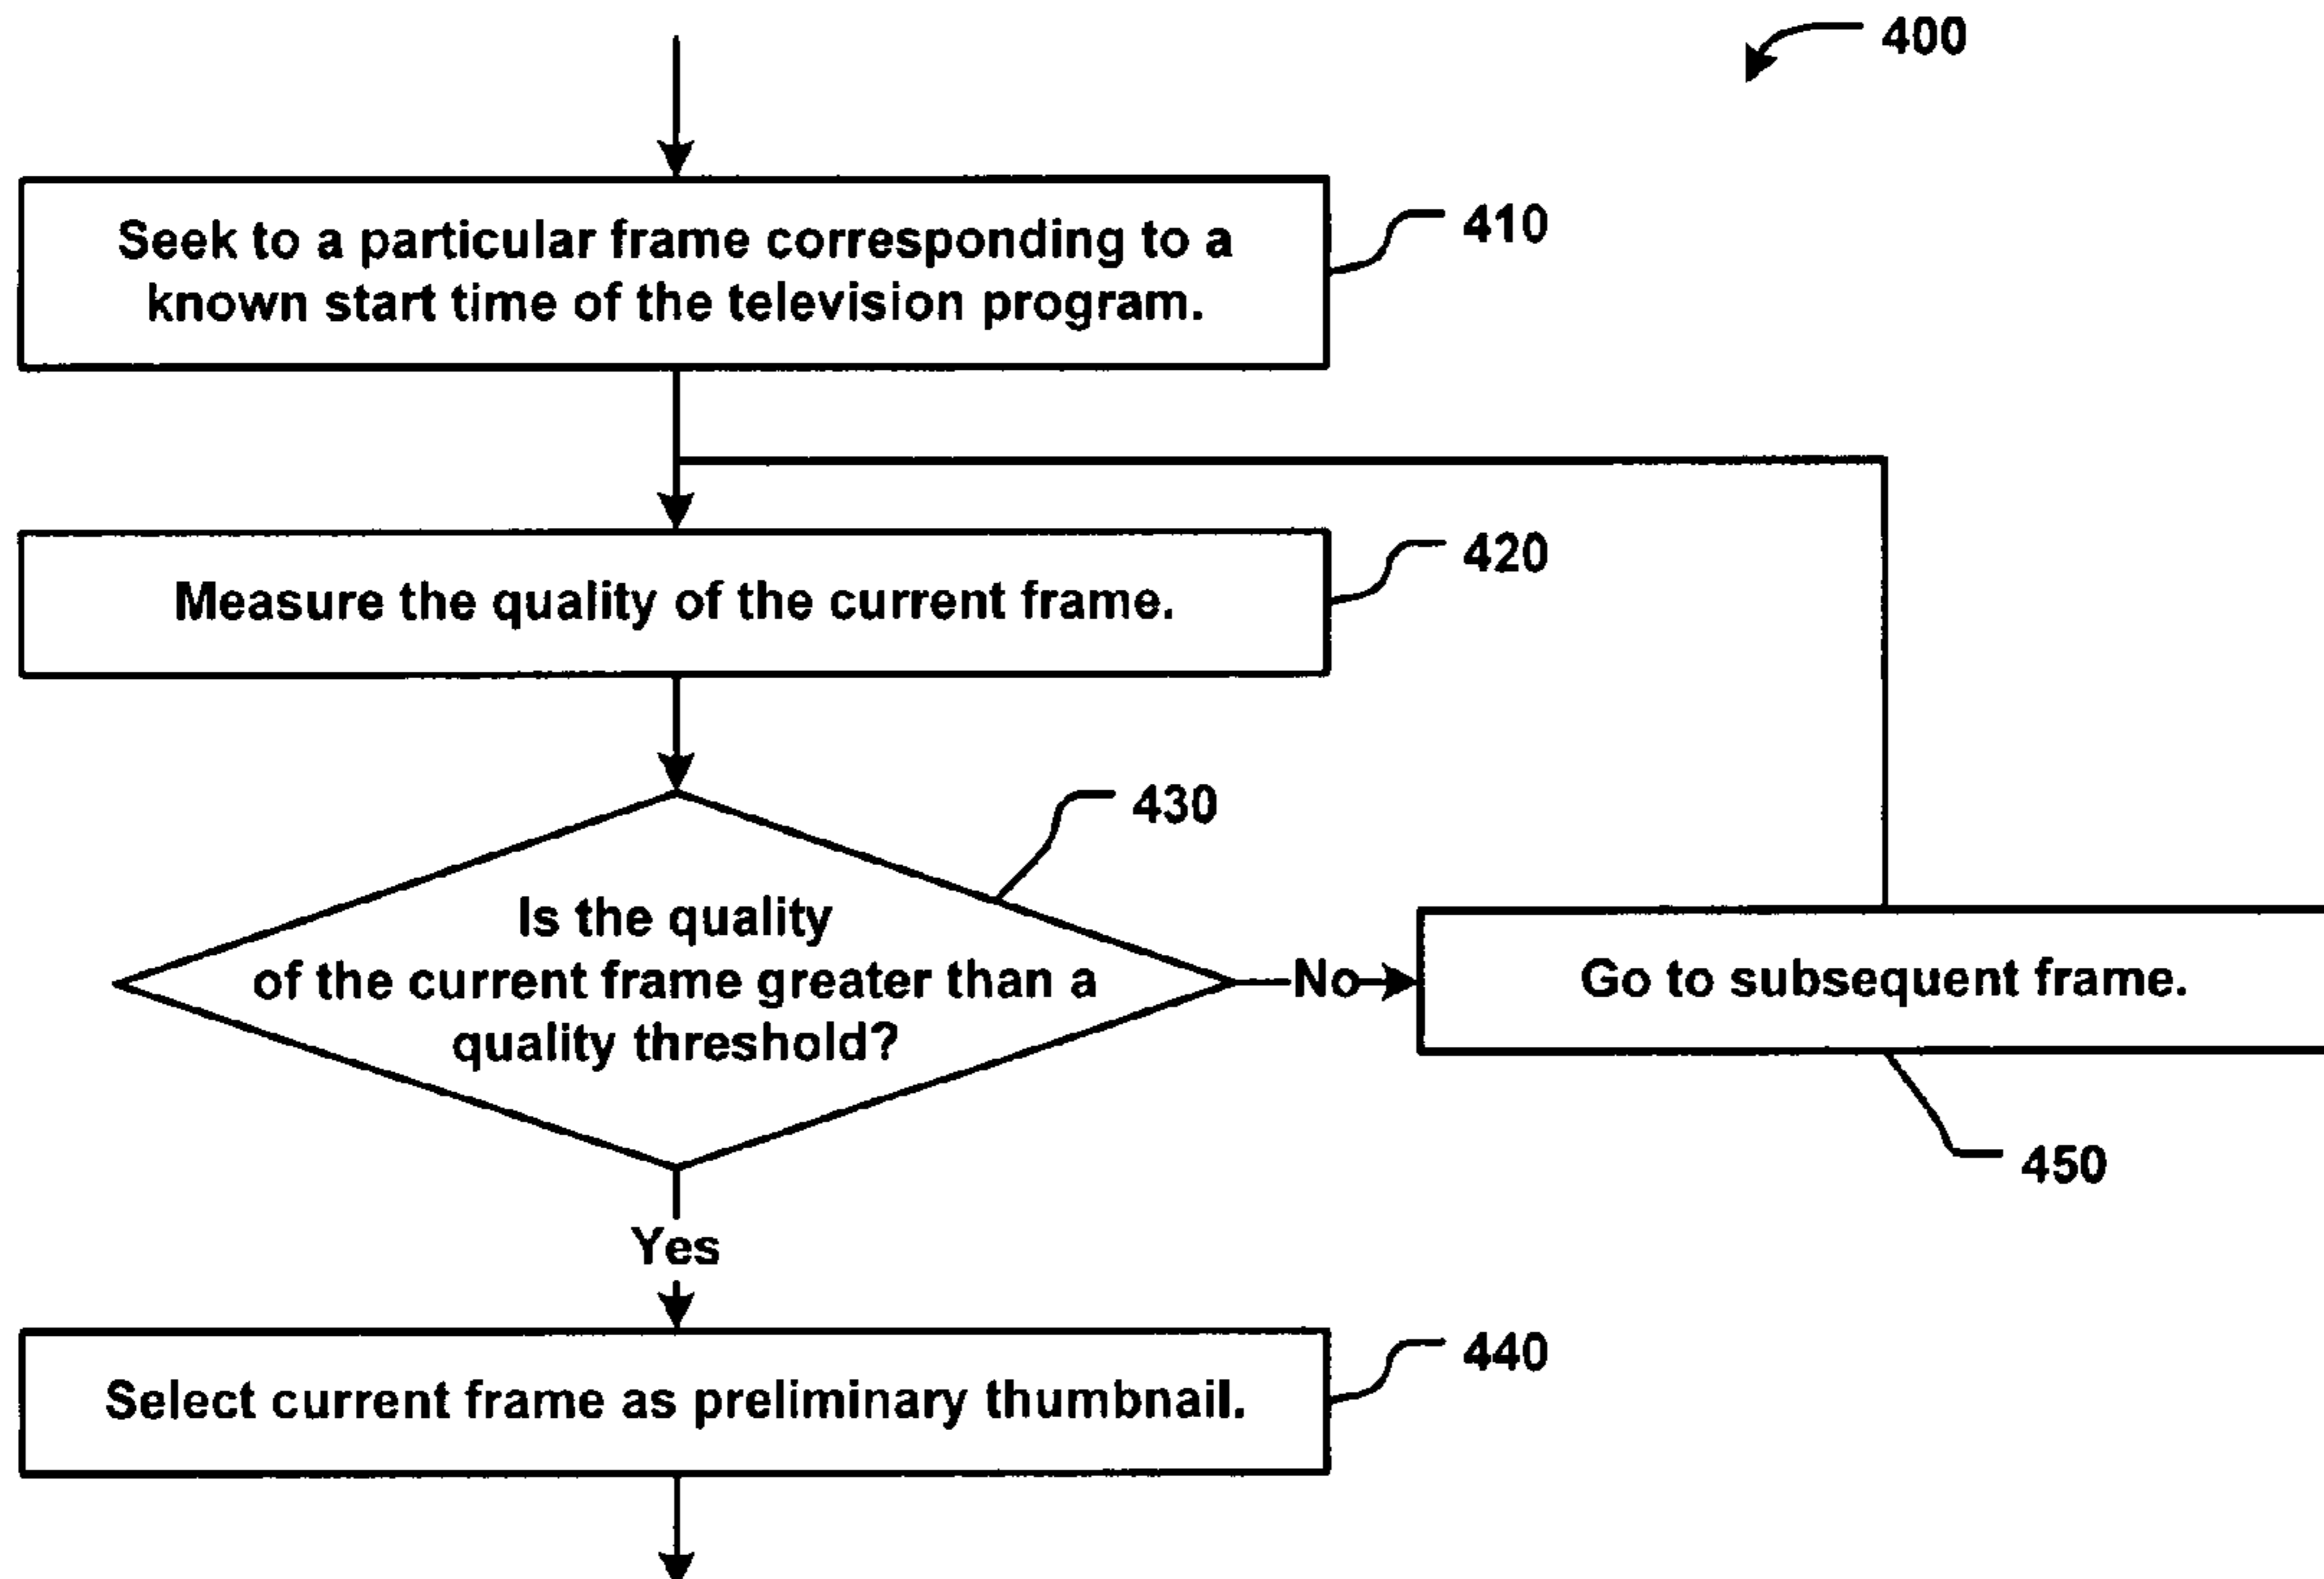 400
Seek to a particular frame corresponding to a
known start time of the television program.
410
Measure the quality of the current frame.
420
430
Is the quality
of the current frame greater than a
quality threshold?
No
Go to subsequent frame.
450
Yes
Select current frame as preliminary thumbnail.
440